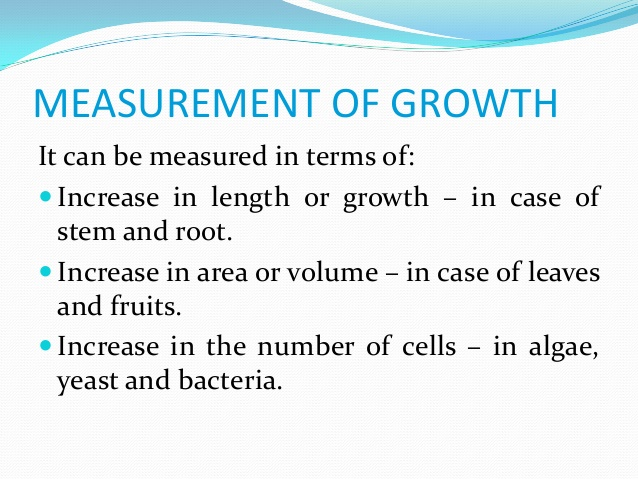 MEASUREMENT OF GROWTH
It can be measured in terms of:
Increase in length or growth – in case of
stem and root.
Increase in area or volume – in case of leaves
and fruits.
Increase in the number of cells – in algae,
yeast and bacteria.